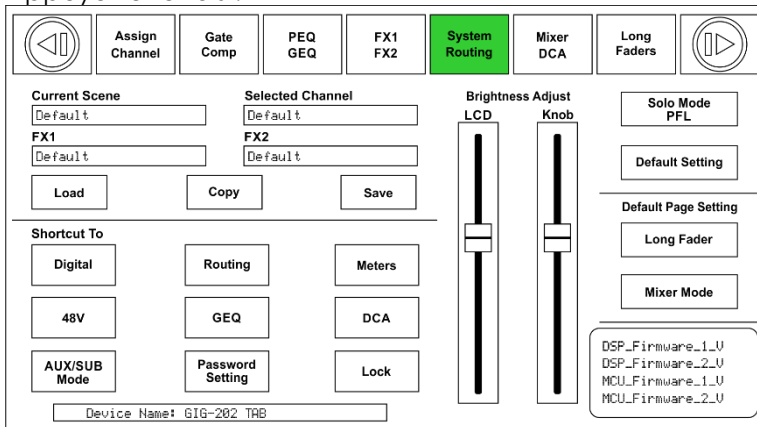 Assign Channel
Gate Comp
PEQ GEQ
FX1 FX2
System Routing
Mixer DCA
Long Faders
Current Scene
Default
Selected Channel
Default
FX1
Default
FX2
Default
Load
Copy
Save
Brightness Adjust
LCD
Knob
Solo Mode PFL
Default Setting
Default Page Setting
Long Fader
Mixer Mode
Shortcut To
Digital
Routing
Meters
48V
GEQ
DCA
AUX/SUB Mode
Password Setting
Lock
Device Name: GIG-202 TAB
DSP_Firmware_1_V
DSP_Firmware_2_V
MCU_Firmware_1_V
MCU_Firmware_2_V